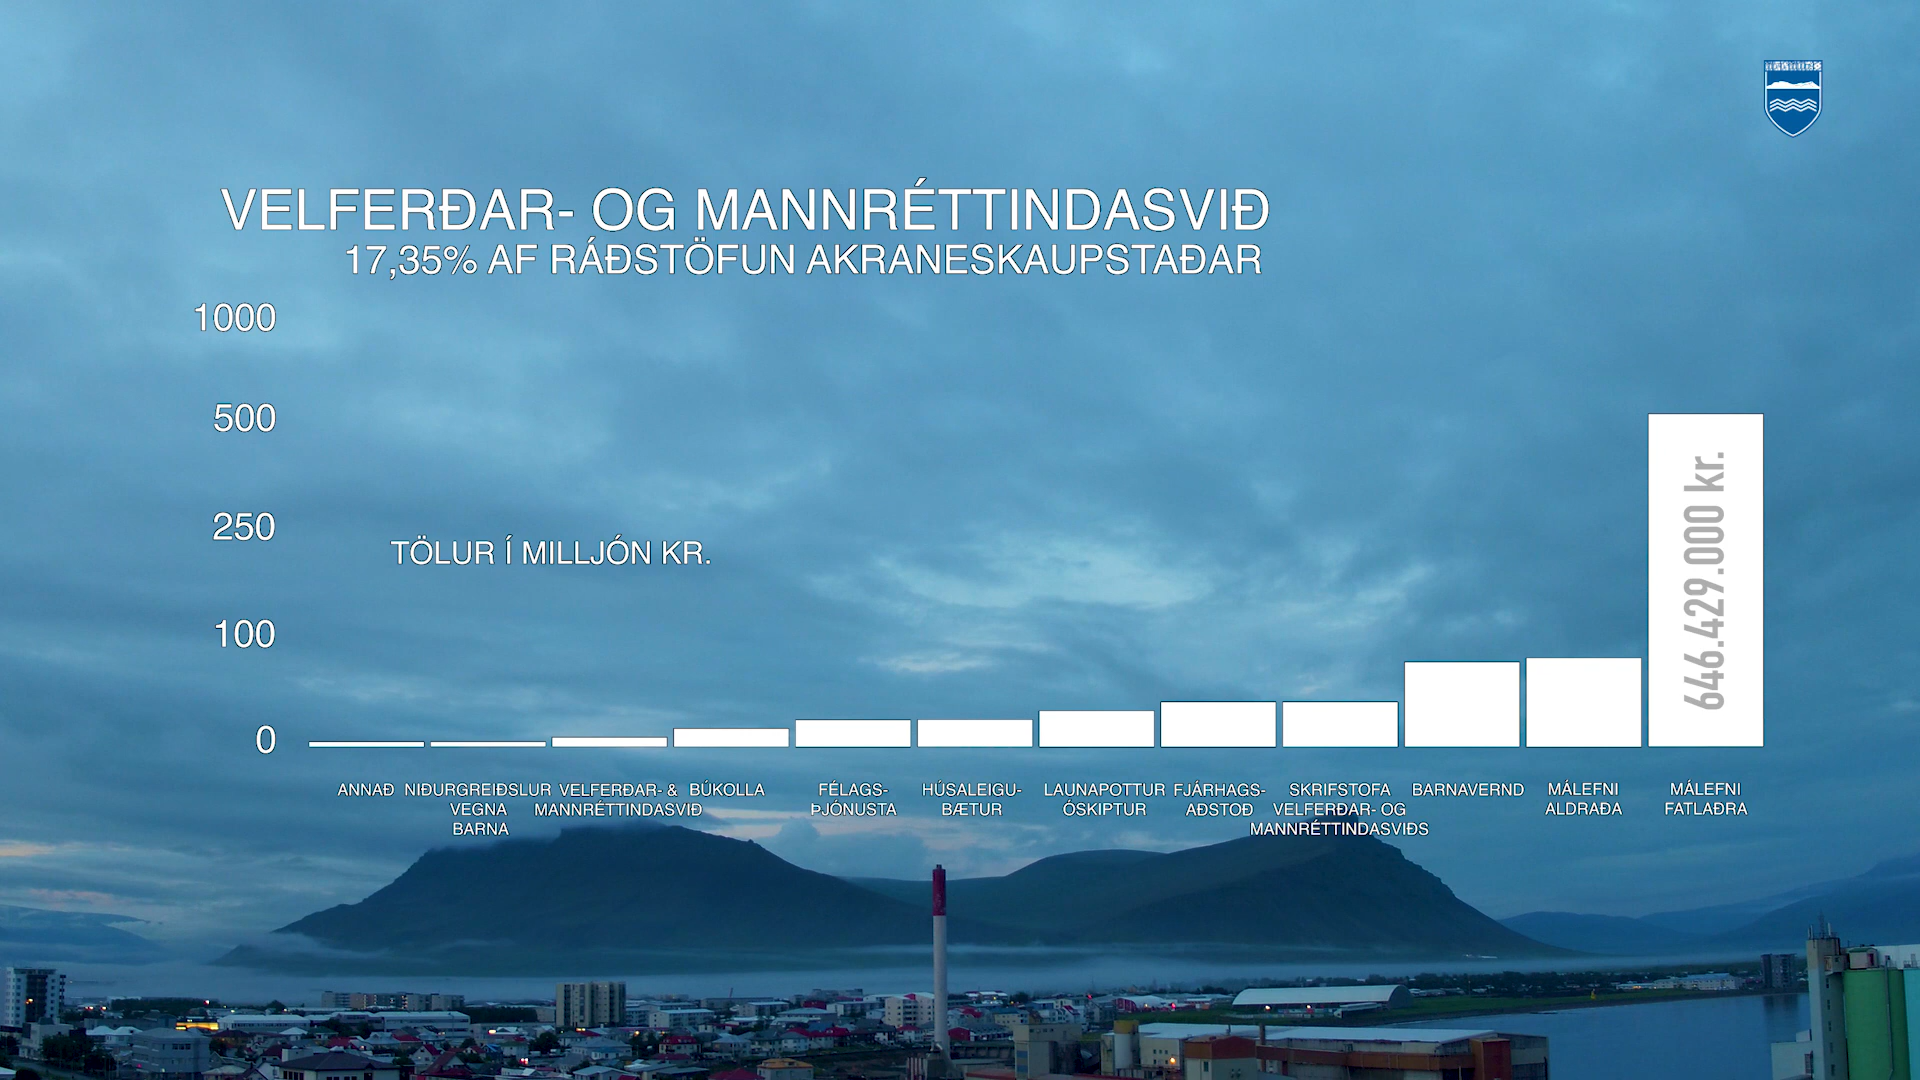 VELFERÐAR- OG MANNRÉTTINDASVIÐ
17,35% AF RÁÐSTÖFUN AKRANESKAUPSTAÐAR
1000
500
250
100
0
TÖLUR Í MILLJÓN KR.
646.429.000 kr.
ANNAÐ
NIÐURGREIÐSLUR
VEGNA
BARNA
VELFERÐAR- &
MANNRÉTTINDASVIÐ
BÚKOLLA
FÉLAGS-
ÞJÓNUSTA
HÚSALEIGU-
BÆTUR
LAUNAPOTTUR
ÓSKIPTUR
FJÁRHAGS-
AÐSTOÐ
SKRIFSTOFA
VELFERÐAR- OG
MANNRÉTTINDASVIÐS
BARNAVERND
MÁLEFNI
ALDRAÐA
MÁLEFNI
FATLAÐRA